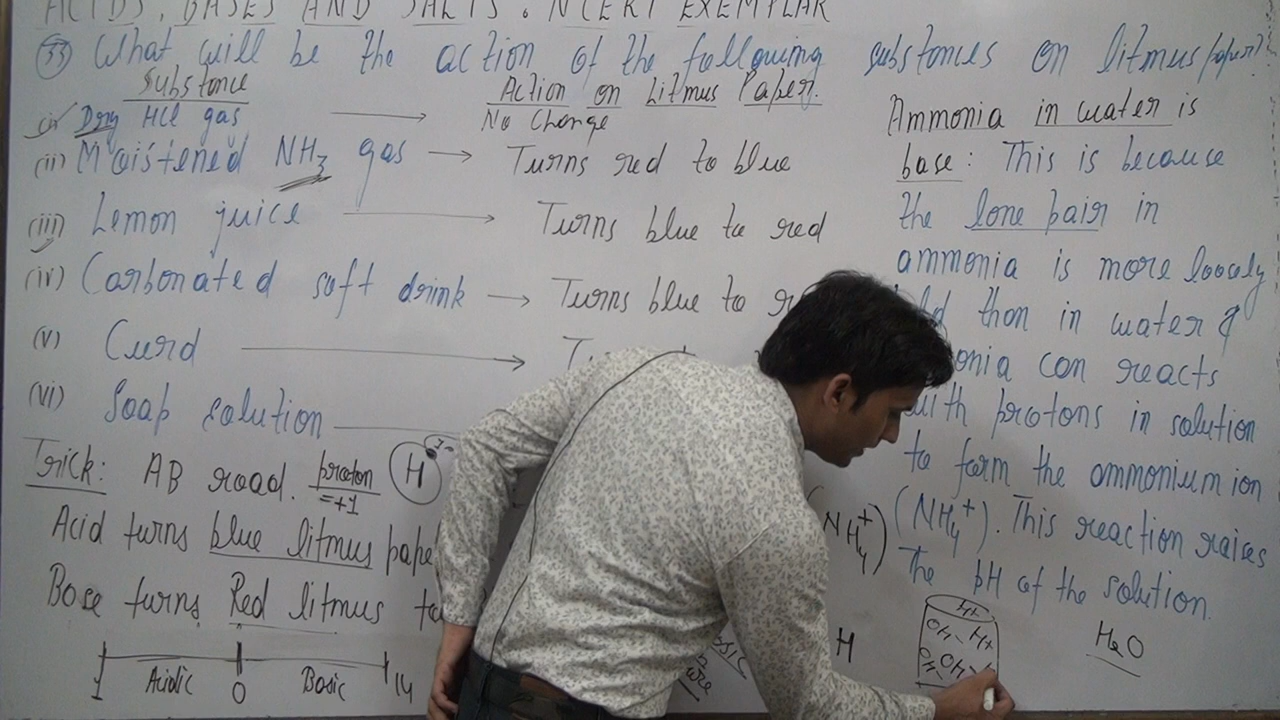 ACIDS, BASES AND SALTS . NCERT EXEMPLAR
33 What will be the action of the following substances on litmus paper?
Substance
Action on Litmus Paper.
(i) Dry HCl gas → No Change
(ii) Moistened NH3 gas → Turns red to blue
(iii) Lemon juice → Turns blue to red
(iv) Carbonated soft drink → Turns blue to
(v) Curd →
(vi) Soap solution
Trick: AB road. proton = +1 H
Acid turns blue litmus
Base turns Red litmus to
1 Acidic 0 Basic 14
Ammonia in water is
base: This is because
the lone pair in
ammonia is more loosely
than in water &
can reacts
with protons in solution
to form the ammonium ion
(NH4+). This reaction raises
The pH of the solution.
(NH4+)
H
H+
OH- H+
OH- OH-
H2O